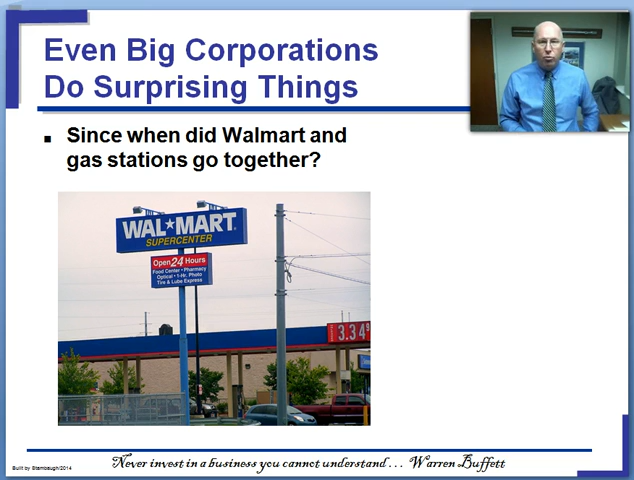 Even Big Corporations
Do Surprising Things
Since when did Walmart and
gas stations go together?
WAL★MART
SUPERCENTER
Open 24 Hours
Food Center • Pharmacy
Optical • 1-Hr. Photo
Tire & Lube Express
3.34⁹
Never invest in a business you cannot understand… Warren Buffett
Built by Stambaugh/2014